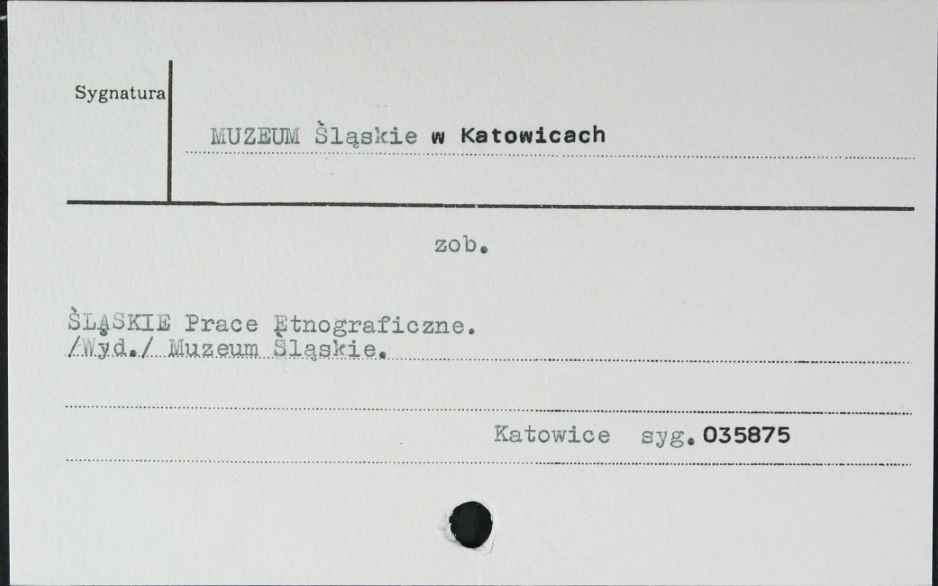 Sygnatura
MUZEUM Śląskie w Katowicach
zob.
ŚLĄSKIE Prace Etnograficzne.
/Wyd./ Muzeum Śląskie.
Katowice syg. 035875